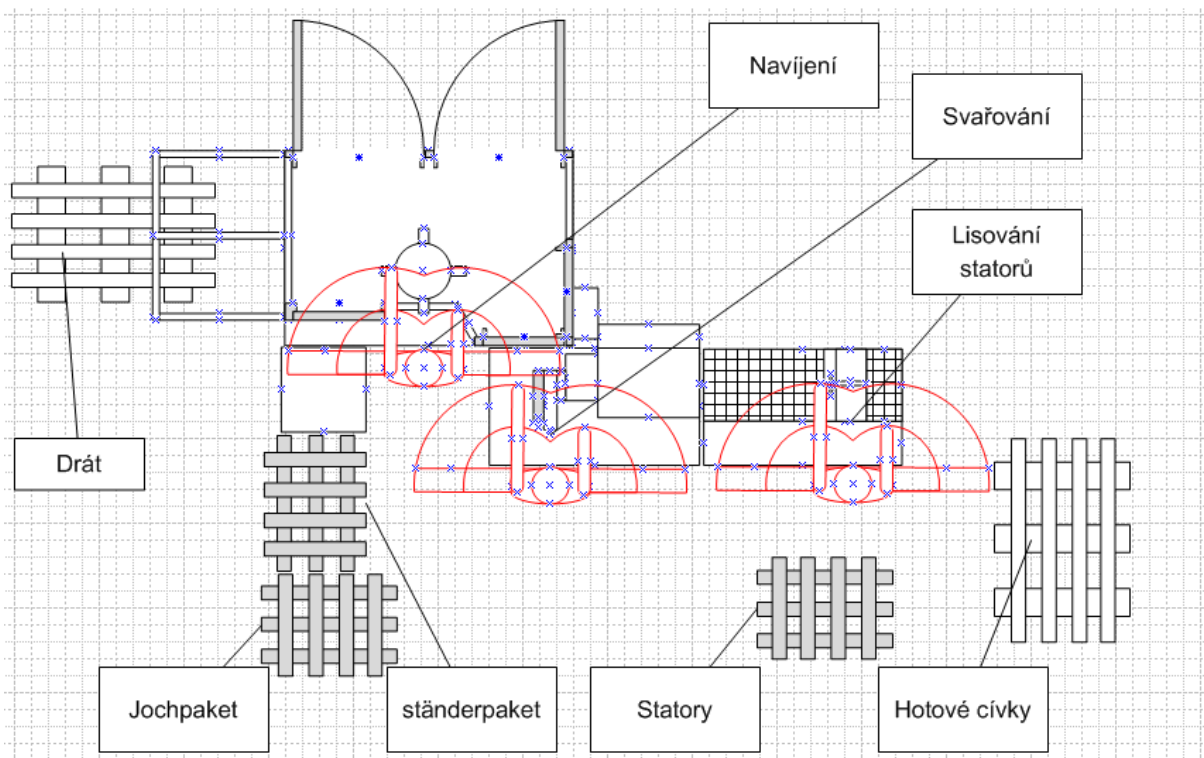 Navíjení
Svařování
Lisování
statorů
Drát
Jochpaket
ständerpaket
Statory
Hotové cívky